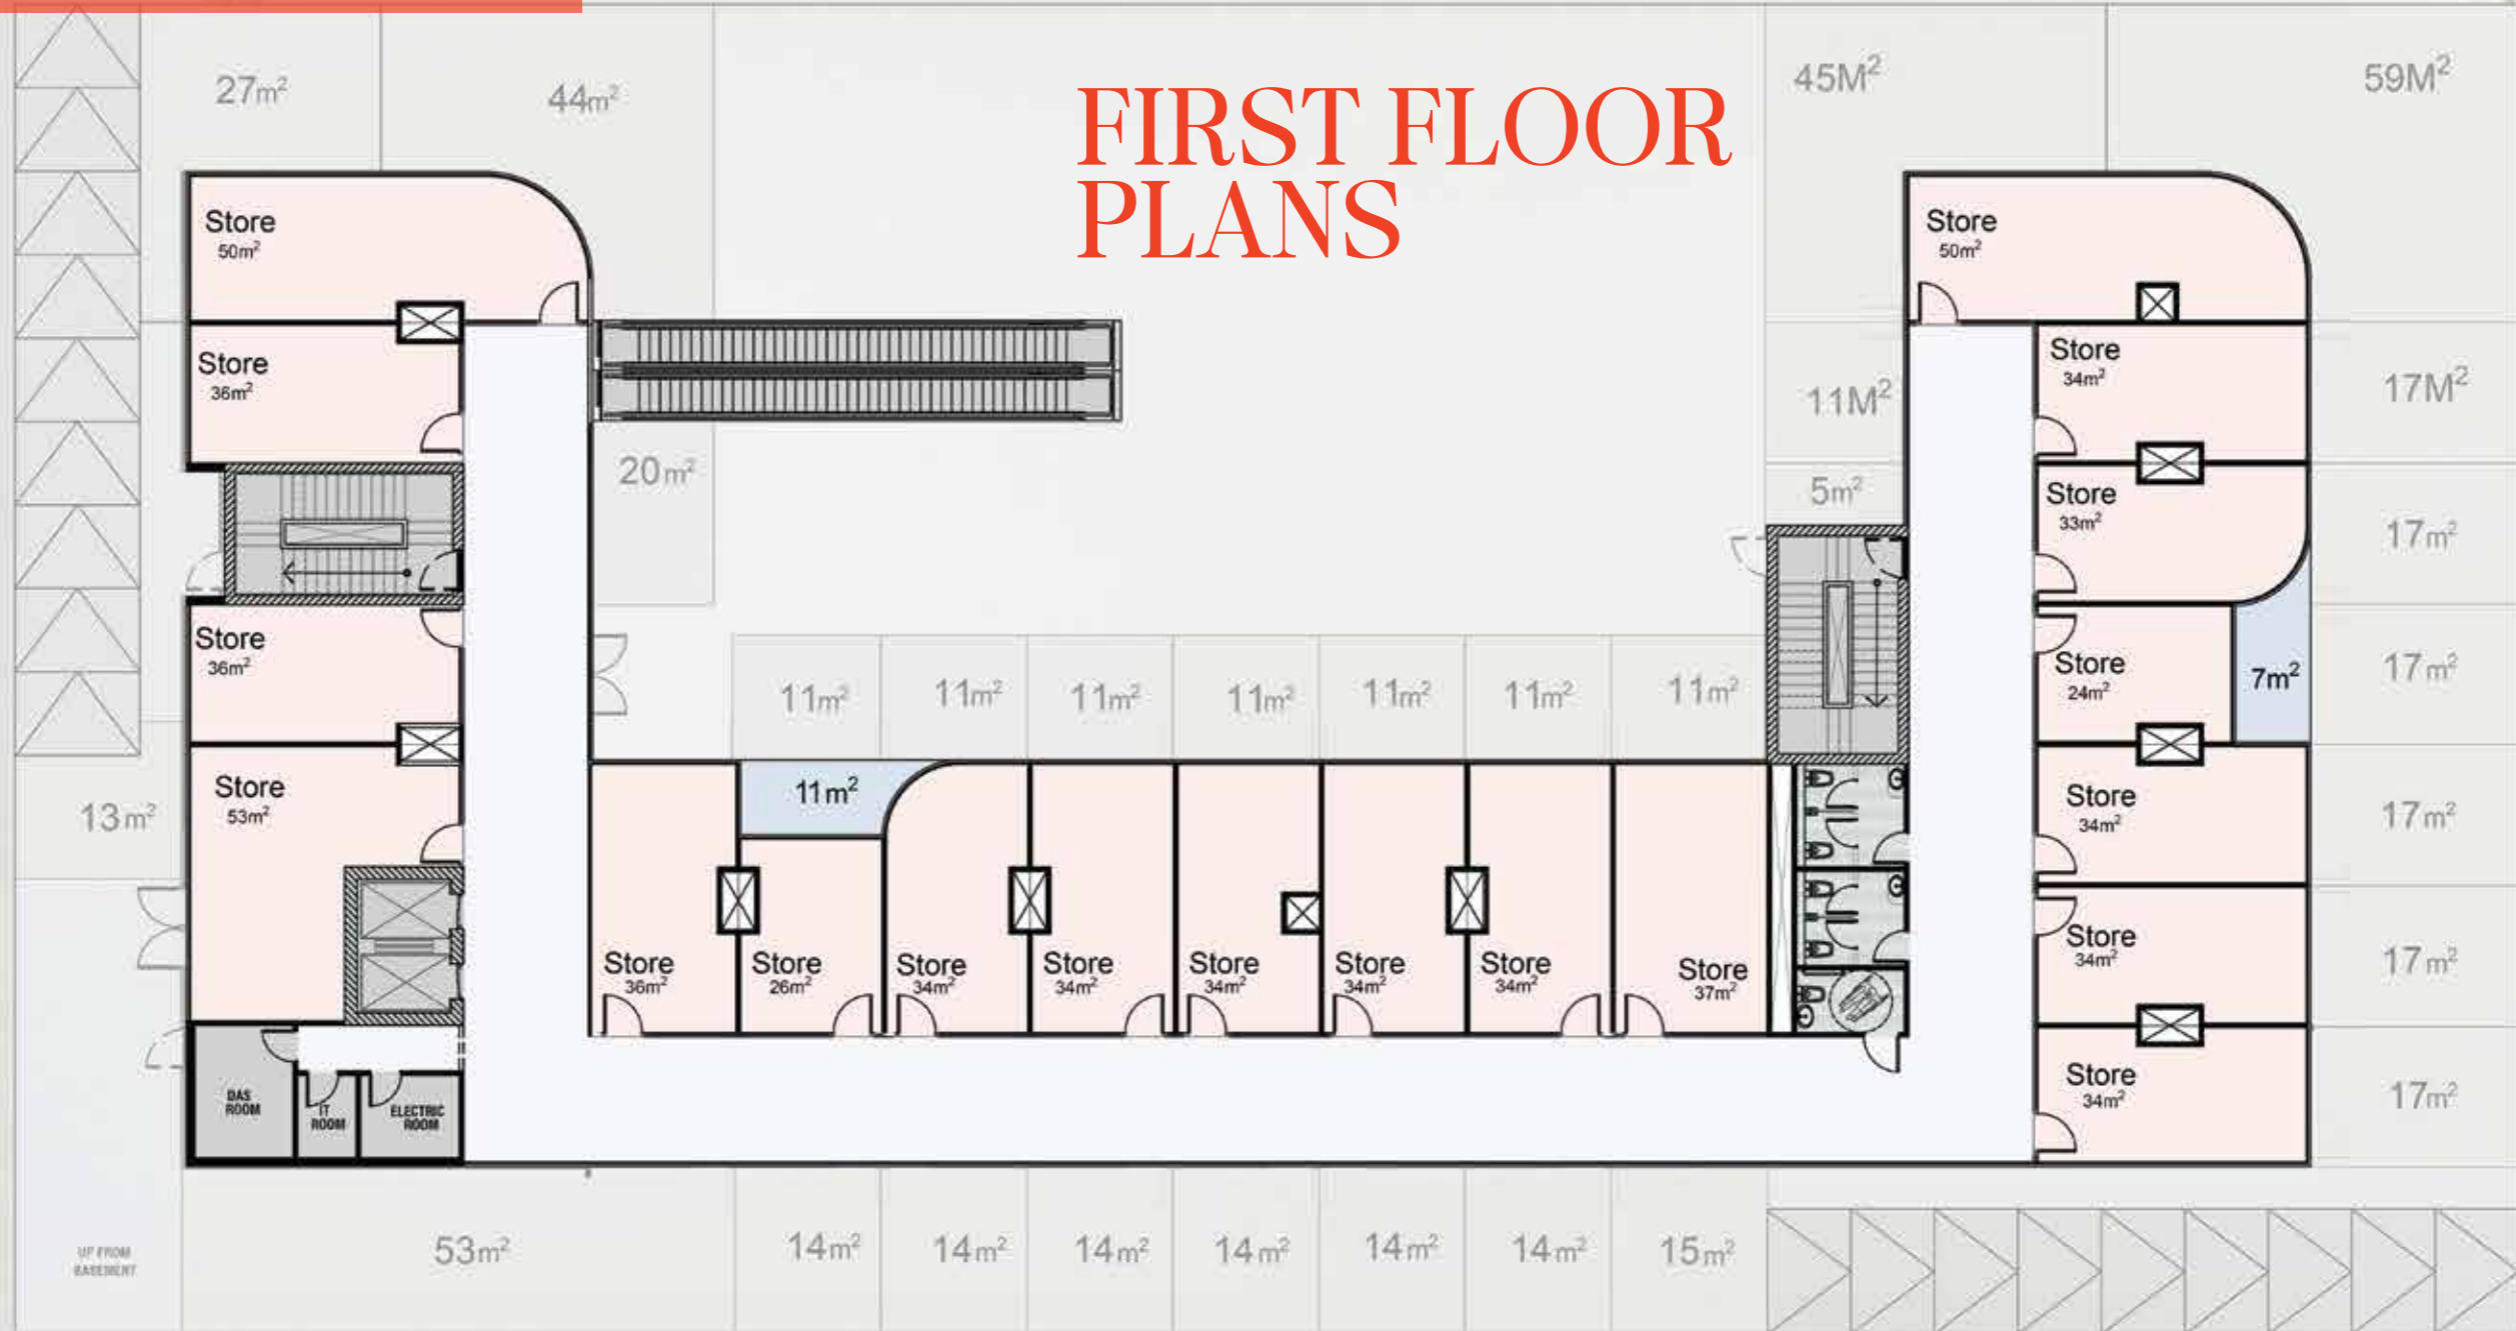 FIRST FLOOR
PLANS
27m²
44m²
45M²
59M²
Store
50m²
Store
50m²
Store
36m²
Store
34m²
11M²
17M²
20m²
5m²
Store
33m²
17m²
Store
36m²
11m²
11m²
11m²
11m²
11m²
11m²
11m²
Store
24m²
7m²
17m²
Store
53m²
13m²
11m²
Store
34m²
17m²
Store
36m²
Store
26m²
Store
34m²
Store
34m²
Store
34m²
Store
34m²
Store
34m²
Store
37m²
Store
34m²
17m²
DAS
ROOM
IT
ROOM
ELECTRIC
ROOM
Store
34m²
17m²
UP FROM
BASEMENT
53m²
14m²
14m²
14m²
14m²
14m²
14m²
15m²